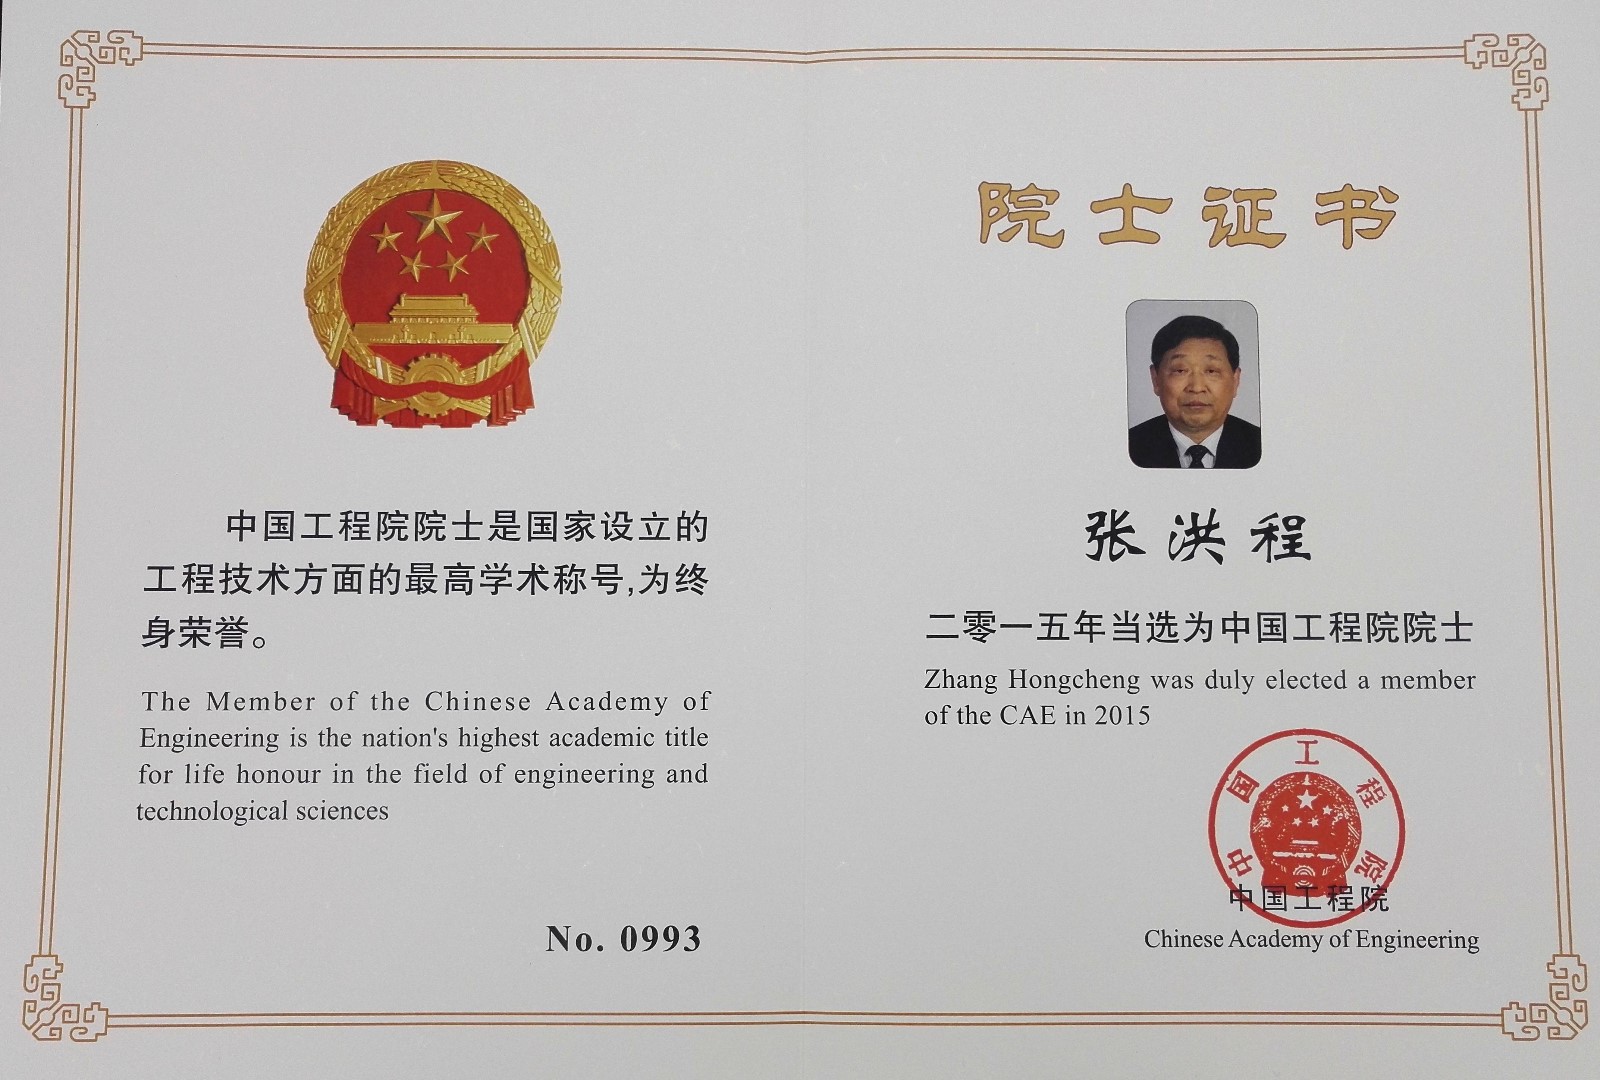 中国工程院院士是国家设立的
工程技术方面的最高学术称号,为终
身荣誉。
The Member of the Chinese Academy of
Engineering is the nation's highest academic title
for life honour in the field of engineering and
technological sciences
No. 0993
院士证书
张洪程
二零一五年当选为中国工程院院士
Zhang Hongcheng was duly elected a member
of the CAE in 2015
中国工程院
中国工程院
Chinese Academy of Engineering